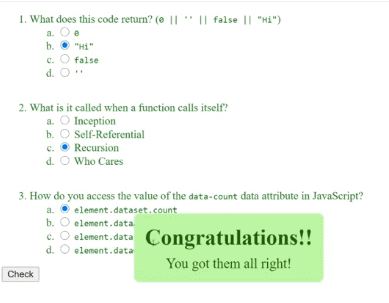 1. What does this code return? (0 || '' || false || "Hi")
a. 0
b. "Hi"
c. false
d. ''
2. What is it called when a function calls itself?
a. Inception
b. Self-Referential
c. Recursion
d. Who Cares
3. How do you access the value of the data-count data attribute in JavaScript?
a. element.dataset.count
b. element.data
c. element.data
d. element.data
Congratulations!!
You got them all right!
Check